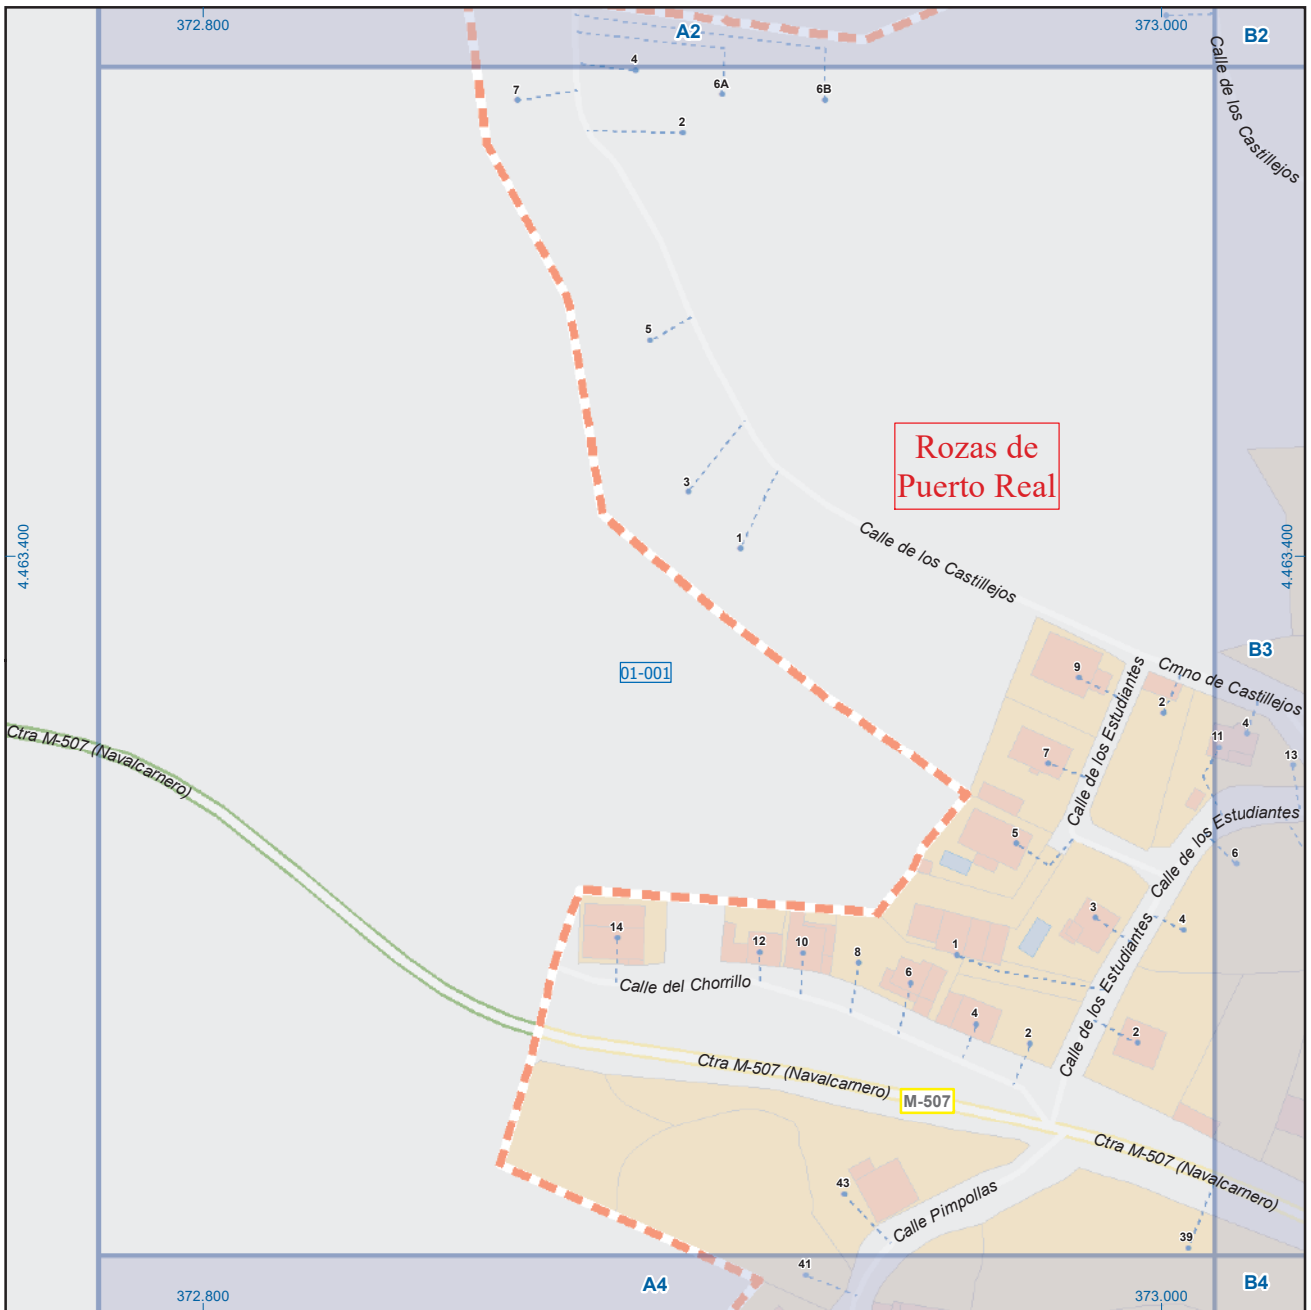 372.800
A2
373.000
B2
4
6A
6B
7
2
Calle de los Castillejos
5
Rozas de
Puerto Real
3
1
Calle de los Castillejos
4.463.400
4.463.400
01-001
B3
9
Calle de los Estudiantes
Cmno de Castillejos
2
4
11
13
7
Ctra M-507 (Navalcarnero)
5
Calle de los Estudiantes
6
3
4
14
12
10
8
1
6
Calle del Chorrillo
4
2
Calle de los Estudiantes
2
Ctra M-507 (Navalcarnero)
M-507
Ctra M-507 (Navalcarnero)
43
Calle Pimpollas
39
41
A4
B4
372.800
373.000